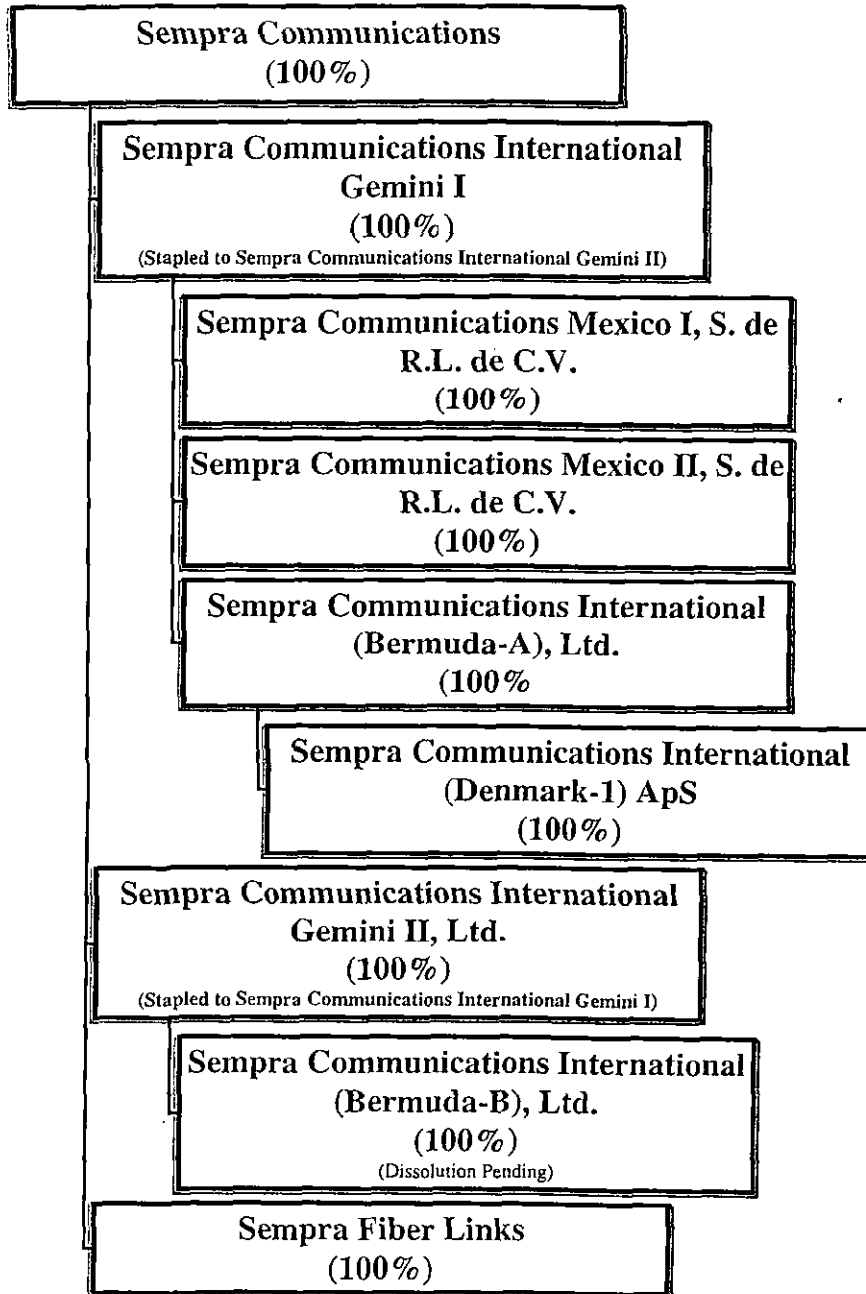 Sempra Communications
(100%)
Sempra Communications International
Gemini I
(100%)
(Stapled to Sempra Communications International Gemini II)
Sempra Communications Mexico I, S. de
R.L. de C.V.
(100%)
Sempra Communications Mexico II, S. de
R.L. de C.V.
(100%)
Sempra Communications International
(Bermuda-A), Ltd.
(100%
Sempra Communications International
(Denmark-1) ApS
(100%)
Sempra Communications International
Gemini II, Ltd.
(100%)
(Stapled to Sempra Communications International Gemini I)
Sempra Communications International
(Bermuda-B), Ltd.
(100%)
(Dissolution Pending)
Sempra Fiber Links
(100%)